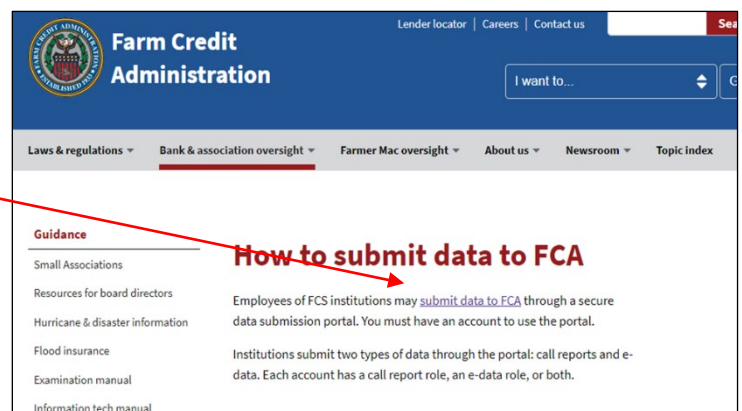 Lender locator | Careers | Contact us
Farm Credit
Administration
I want to...
Laws & regulations
Bank & association oversight
Farmer Mac oversight
About us
Newsroom
Topic index
Guidance
Small Associations
Resources for board directors
Hurricane & disaster information
Flood insurance
Examination manual
Information tech manual
How to submit data to FCA
Employees of FCS institutions may submit data to FCA through a secure
data submission portal. You must have an account to use the portal.
Institutions submit two types of data through the portal: call reports and e-
data. Each account has a call report role, an e-data role, or both.